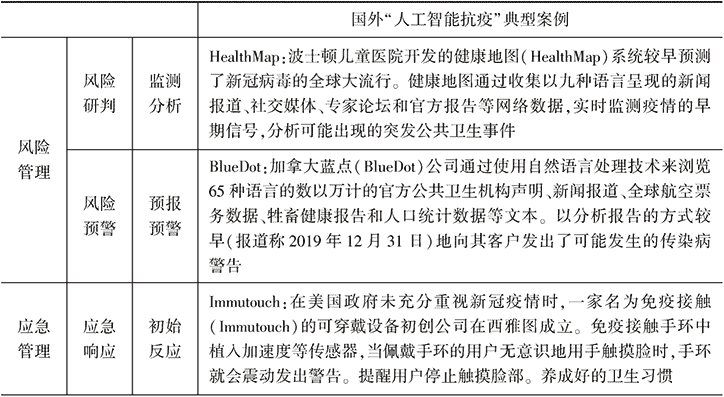 国外“人工智能抗疫”典型案例
风险
管理
风险
研判
监测
分析
HealthMap:波士顿儿童医院开发的健康地图(HealthMap)系统较早预测
了新冠病毒的全球大流行。健康地图通过收集以九种语言呈现的新闻
报道、社交媒体、专家论坛和官方报告等网络数据,实时监测疫情的早
期信号,分析可能出现的突发公共卫生事件
风险
预警
预报
预警
BlueDot:加拿大蓝点(BlueDot)公司通过使用自然语言处理技术来浏览
65 种语言的数以万计的官方公共卫生机构声明、新闻报道、全球航空票
务数据、牲畜健康报告和人口统计数据等文本。以分析报告的方式较
早(报道称 2019 年 12 月 31 日)地向其客户发出了可能发生的传染病
警告
应急
管理
应急
响应
初始
反应
Immutouch:在美国政府未充分重视新冠疫情时,一家名为免疫接触
(Immutouch)的可穿戴设备初创公司在西雅图成立。免疫接触手环中
植入加速度等传感器,当佩戴手环的用户无意识地用手触摸脸时,手环
就会震动发出警告。提醒用户停止触摸脸部。养成好的卫生习惯